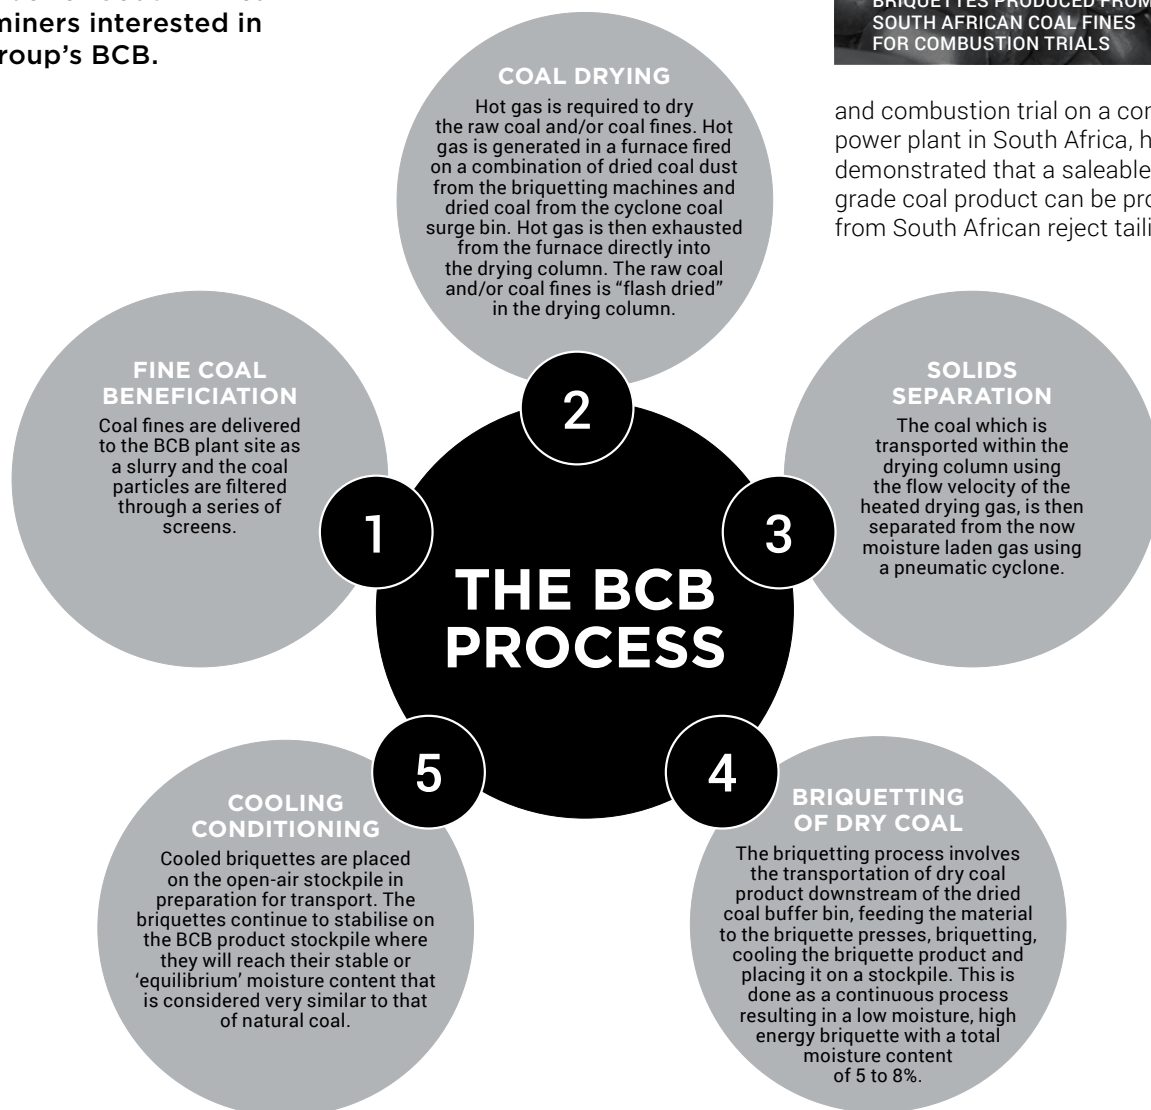 miners interested in
group's BCB.
BRIQUETTES PRODUCED FROM
SOUTH AFRICAN COAL FINES
FOR COMBUSTION TRIALS
and combustion trial on a
power plant in South Africa,
demonstrated that a saleable
grade coal product can be
from South African reject
COAL DRYING
Hot gas is required to dry
the raw coal and/or coal fines. Hot
gas is generated in a furnace fired
on a combination of dried coal dust
from the briquetting machines and
dried coal from the cyclone coal
surge bin. Hot gas is then exhausted
from the furnace directly into
the drying column. The raw coal
and/or coal fines is “flash dried”
in the drying column.
FINE COAL
BENEFICIATION
Coal fines are delivered
to the BCB plant site as
a slurry and the coal
particles are filtered
through a series of
screens.
SOLIDS
SEPARATION
The coal which is
transported within the
drying column using
the flow velocity of the
heated drying gas, is then
separated from the now
moisture laden gas using
a pneumatic cyclone.
2
1
3
THE BCB
PROCESS
5
4
COOLING
CONDITIONING
Cooled briquettes are placed
on the open-air stockpile in
preparation for transport. The
briquettes continue to stabilise on
the BCB product stockpile where
they will reach their stable or
‘equilibrium’ moisture content that
is considered very similar to that
of natural coal.
BRIQUETTING
OF DRY COAL
The briquetting process involves
the transportation of dry coal
product downstream of the dried
coal buffer bin, feeding the material
to the briquette presses, briquetting,
cooling the briquette product and
placing it on a stockpile. This is
done as a continuous process
resulting in a low moisture, high
energy briquette with a total
moisture content
of 5 to 8%.